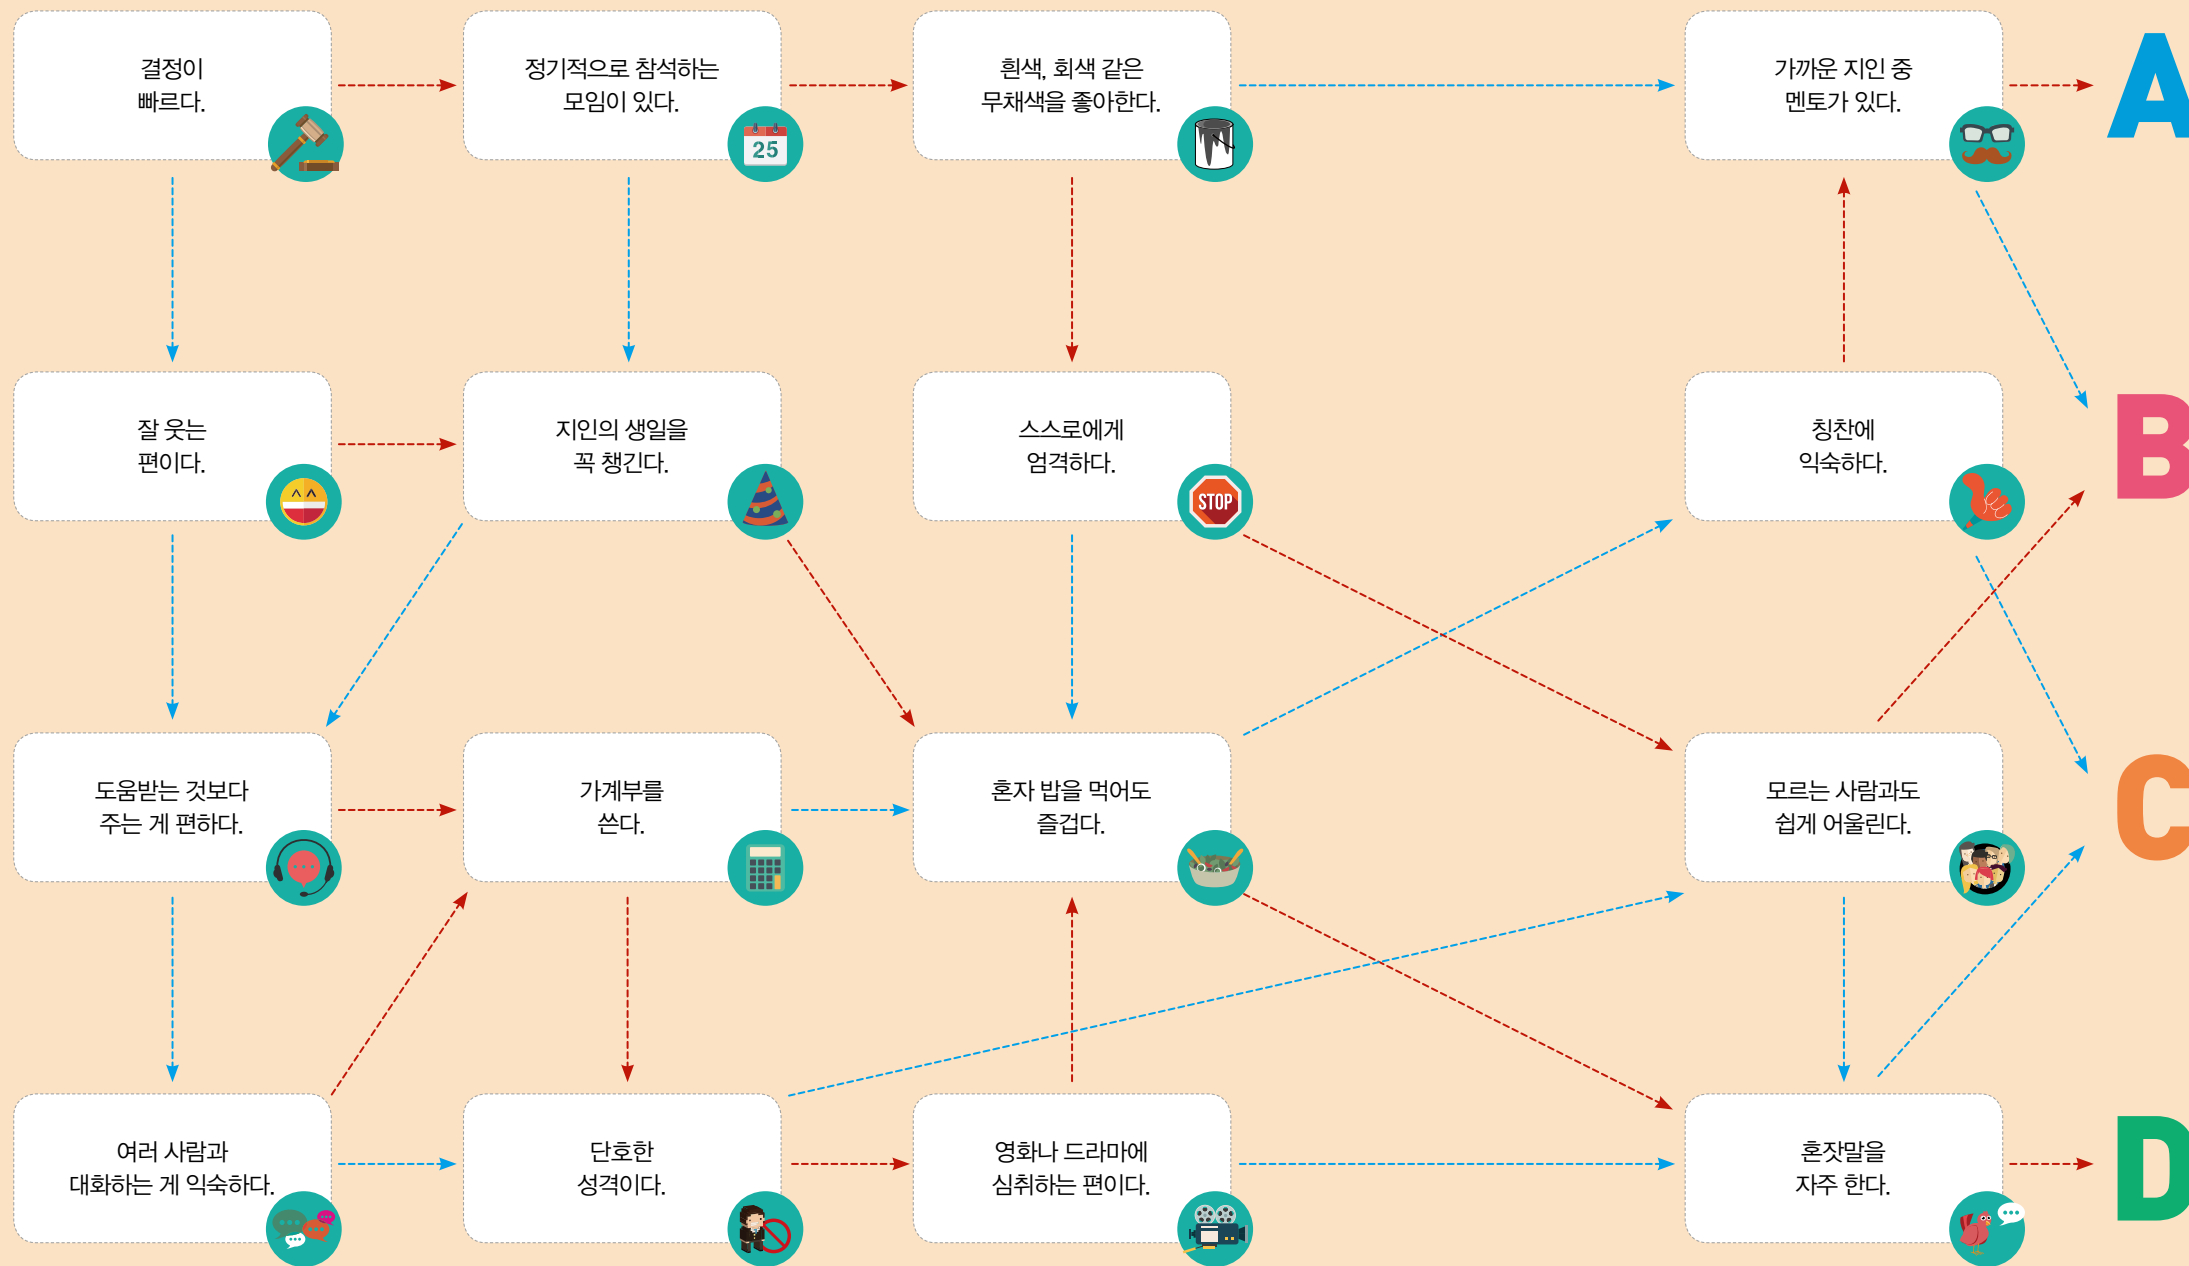 결정이
빠르다.
정기적으로 참석하는
모임이 있다.
25
흰색, 회색 같은
무채색을 좋아한다.
가까운 지인 중
멘토가 있다.
A
잘 웃는
편이다.
지인의 생일을
꼭 챙긴다.
스스로에게
엄격하다.
STOP
칭찬에
익숙하다.
B
도움받는 것보다
주는 게 편하다.
가계부를
쓴다.
혼자 밥을 먹어도
즐겁다.
모르는 사람과도
쉽게 어울린다.
C
여러 사람과
대화하는 게 익숙하다.
단호한
성격이다.
영화나 드라마에
심취하는 편이다.
혼잣말을
자주 한다.
D